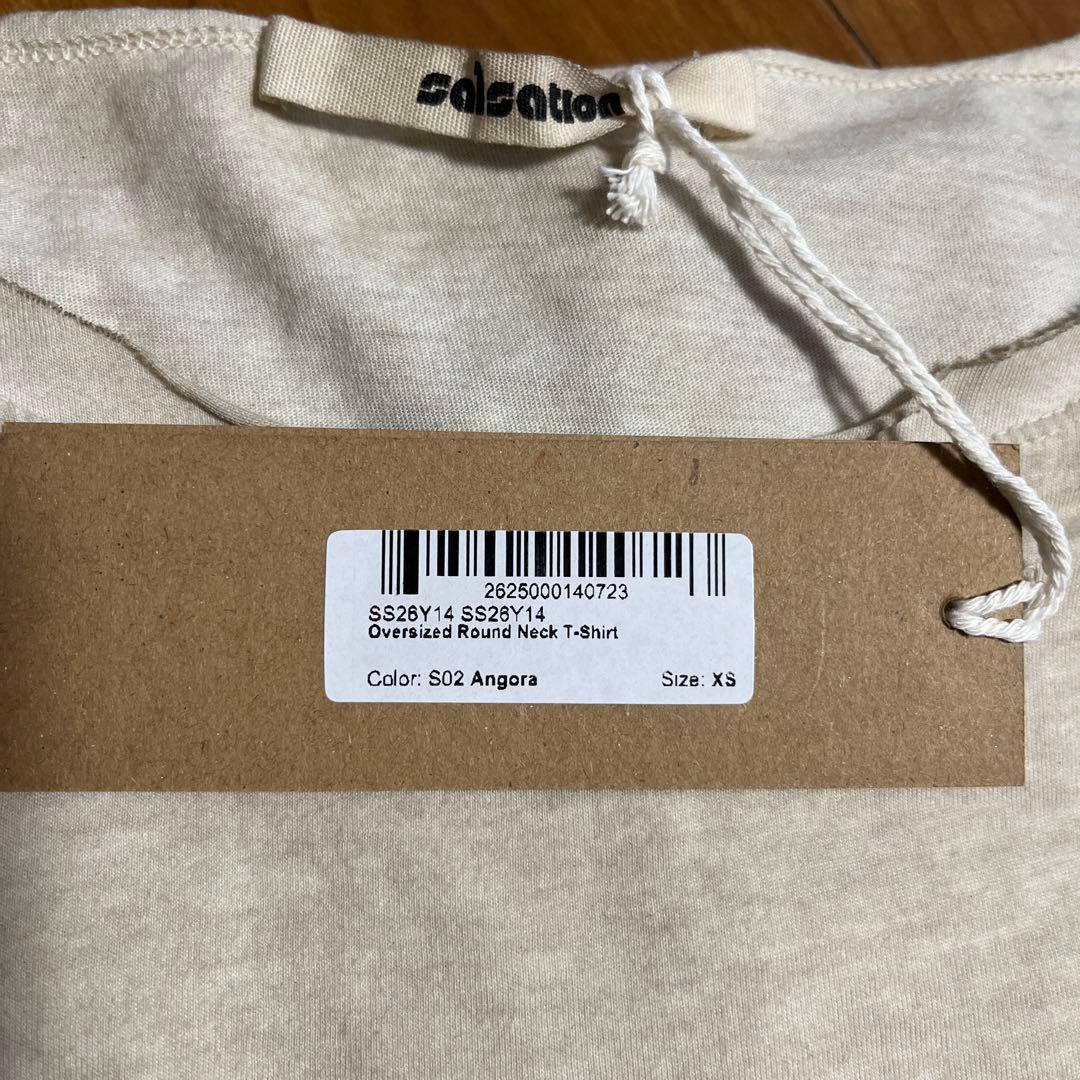 salsation
2625000140723
SS26Y14 SS26Y14
Oversized Round Neck T-Shirt
Color: S02 Angora Size: XS